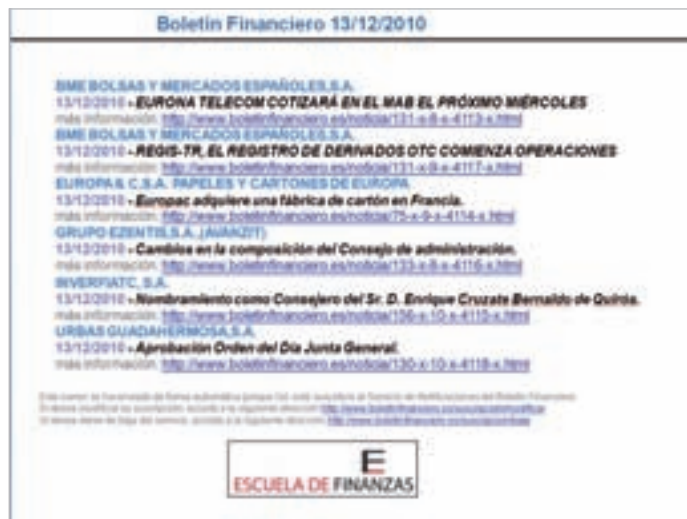 Boletín Financiero 13/12/2010
BME BOLSAS Y MERCADOS ESPAÑOLES,S.A.
13/12/2010 - EURONA TELECOM COTIZARÁ EN EL MAB EL PRÓXIMO MIÉRCOLES
más información: http://www.boletinfinanciero.es/noticia/131-x-8-x-4113-x.html
BME BOLSAS Y MERCADOS ESPAÑOLES,S.A.
13/12/2010 - REGIS-TR, EL REGISTRO DE DERIVADOS OTC COMIENZA OPERACIONES
más información: http://www.boletinfinanciero.es/noticia/131-x-9-x-4117-x.html
EUROPA & C,S.A. PAPELES Y CARTONES DE EUROPA
13/12/2010 - Europac adquiere una fábrica de cartón en Francia.
más información: http://www.boletinfinanciero.es/noticia/75-x-9-x-4114-x.html
GRUPO EZENTIS,S.A. (AVANZIT)
13/12/2010 - Cambios en la composición del Consejo de administración.
más información: http://www.boletinfinanciero.es/noticia/133-x-8-x-4116-x.html
INVERFIATC, S.A.
13/12/2010 - Nombramiento como Consejero del Sr. D. Enrique Cruzate Bernaldo de Quirós.
más información: http://www.boletinfinanciero.es/noticia/156-x-10-x-4115-x.html
URBAS GUADAHERMOSA,S.A.
13/12/2010 - Aprobación Orden del Día Junta General.
más información: http://www.boletinfinanciero.es/noticia/130-x-10-x-4118-x.html
E
ESCUELA DE FINANZAS